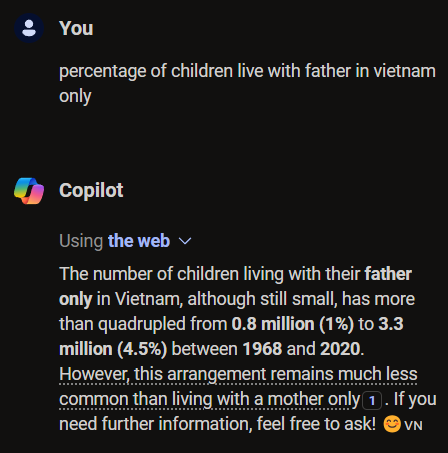 You
percentage of children live with father in vietnam
only
Copilot
Using the web
The number of children living with their father
only in Vietnam, although still small, has more
than quadrupled from 0.8 million (1%) to 3.3
million (4.5%) between 1968 and 2020.
However, this arrangement remains much less
common than living with a mother only 1 . If you
need further information, feel free to ask! 😊 VN